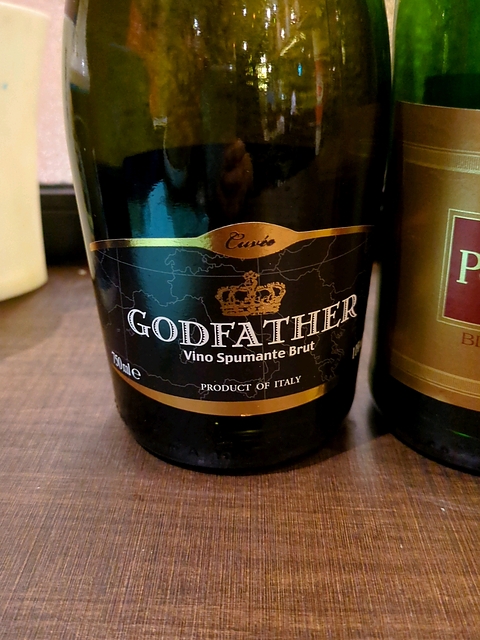 Cuvée
GODFATHER
Vino Spumante Brut
750ml e
PRODUCT OF ITALY